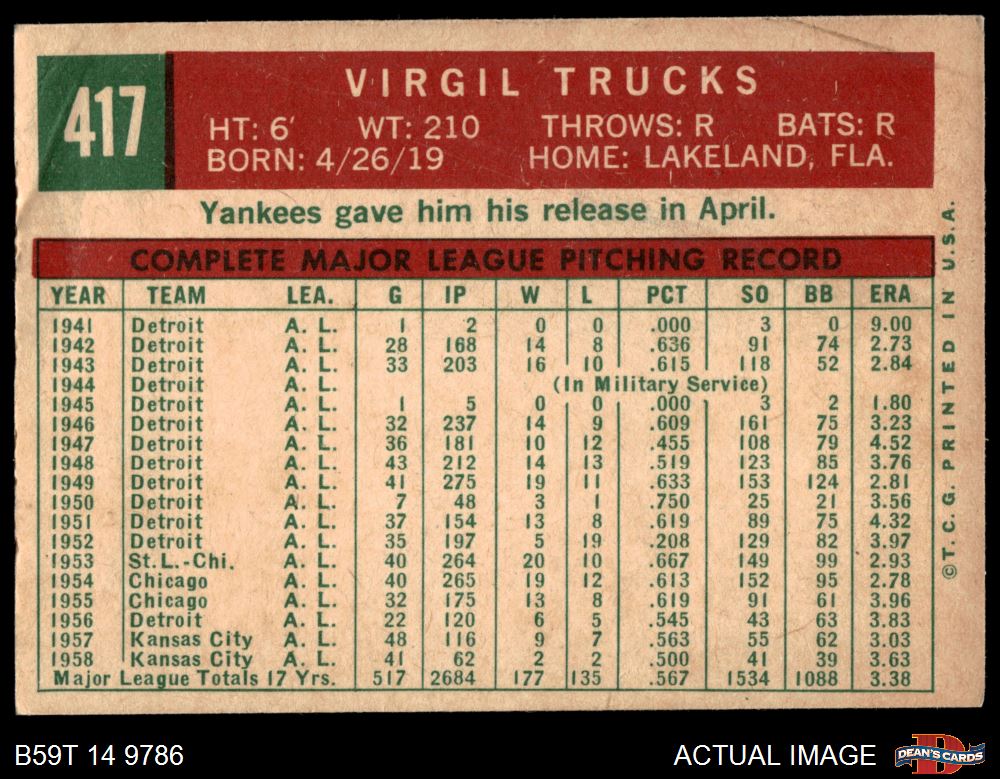 417
VIRGIL TRUCKS
HT: 6' WT: 210 THROWS: R BATS: R
BORN: 4/26/19 HOME: LAKELAND, FLA.
Yankees gave him his release in April.
COMPLETE MAJOR LEAGUE PITCHING RECORD
YEAR TEAM LEA. G IP W L PCT SO BB ERA
1941 Detroit A. L. 1 2 0 0 .000 3 0 9.00
1942 Detroit A. L. 28 168 14 8 .636 91 74 2.73
1943 Detroit A. L. 33 203 16 10 .615 118 52 2.84
1944 Detroit A. L. (In Military Service)
1945 Detroit A. L. 1 5 0 0 .000 3 2 1.80
1946 Detroit A. L. 32 237 14 9 .609 161 75 3.23
1947 Detroit A. L. 36 181 10 12 .455 108 79 4.52
1948 Detroit A. L. 43 212 14 13 .519 123 85 3.76
1949 Detroit A. L. 41 275 19 11 .633 153 124 2.81
1950 Detroit A. L. 7 48 3 1 .750 25 21 3.56
1951 Detroit A. L. 37 154 13 8 .619 89 75 4.32
1952 Detroit A. L. 35 197 5 19 .208 129 82 3.97
1953 St. L.-Chi. A. L. 40 264 20 10 .667 149 99 2.93
1954 Chicago A. L. 40 265 19 12 .613 152 95 2.78
1955 Chicago A. L. 32 175 13 8 .619 91 61 3.96
1956 Detroit A. L. 22 120 6 5 .545 43 63 3.83
1957 Kansas City A. L. 48 116 9 7 .563 55 62 3.03
1958 Kansas City A. L. 41 62 2 2 .500 41 39 3.63
Major League Totals 17 Yrs. 517 2684 177 135 .567 1534 1088 3.38
©T. C. G. PRINTED IN U. S. A.
B59T 14 9786
ACTUAL IMAGE
D
DEAN'S CARDS